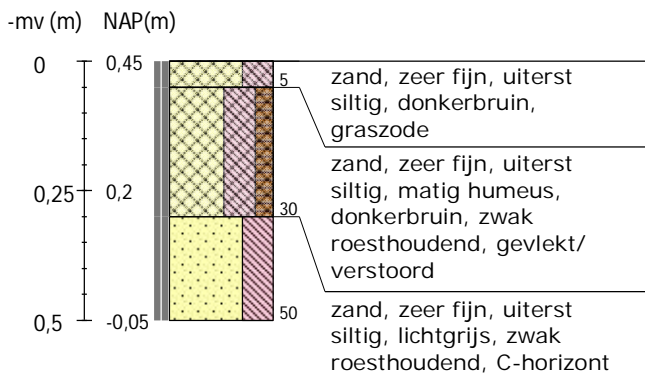 -mv (m) NAP(m)
0 0,45
5
zand, zeer fijn, uiterst
siltig, donkerbruin,
graszode
0,25 0,2
30
zand, zeer fijn, uiterst
siltig, matig humeus,
donkerbruin, zwak
roesthoudend, gevlekt/
verstoord
0,5 -0,05
50
zand, zeer fijn, uiterst
siltig, lichtgrijs, zwak
roesthoudend, C-horizont